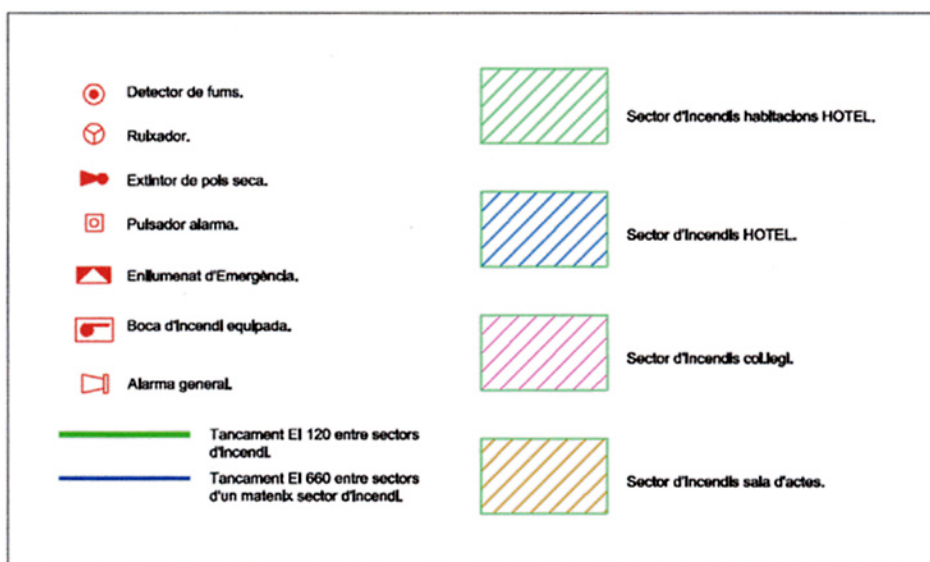 Detector de fums.
Ruixador.
Extintor de pols seca.
Pulsador alarma.
Enllumenat d'Emergència.
Boca d'Incendi equipada.
Alarma general.
Tancament EI 120 entre sectors
d'Incendi.
Tancament EI 660 entre sectors
d'un matenix sector d'Incendi.
Sector d'Incendis habitacions HOTEL.
Sector d'Incendis HOTEL.
Sector d'Incendis col.legi.
Sector d'Incendis sala d'actes.